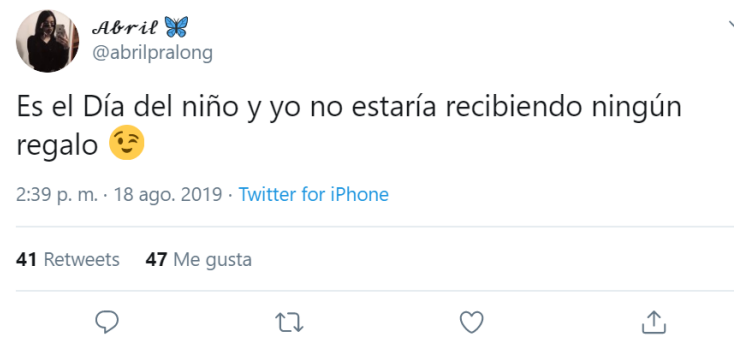 𝓐𝓫𝓻𝓲𝓵 🦋
@abrilpralong
Es el Día del niño y yo no estaría recibiendo ningún
regalo 😉
2:39 p. m. · 18 ago. 2019 · Twitter for iPhone
41 Retweets 47 Me gusta